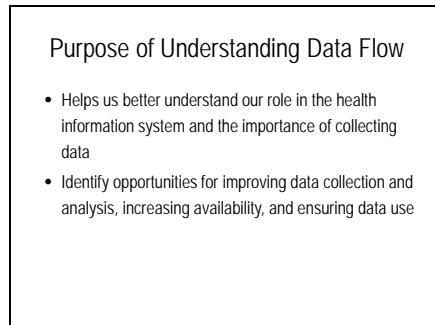 Purpose of Understanding Data Flow
• Helps us better understand our role in the health
information system and the importance of collecting
data
• Identify opportunities for improving data collection and
analysis, increasing availability, and ensuring data use